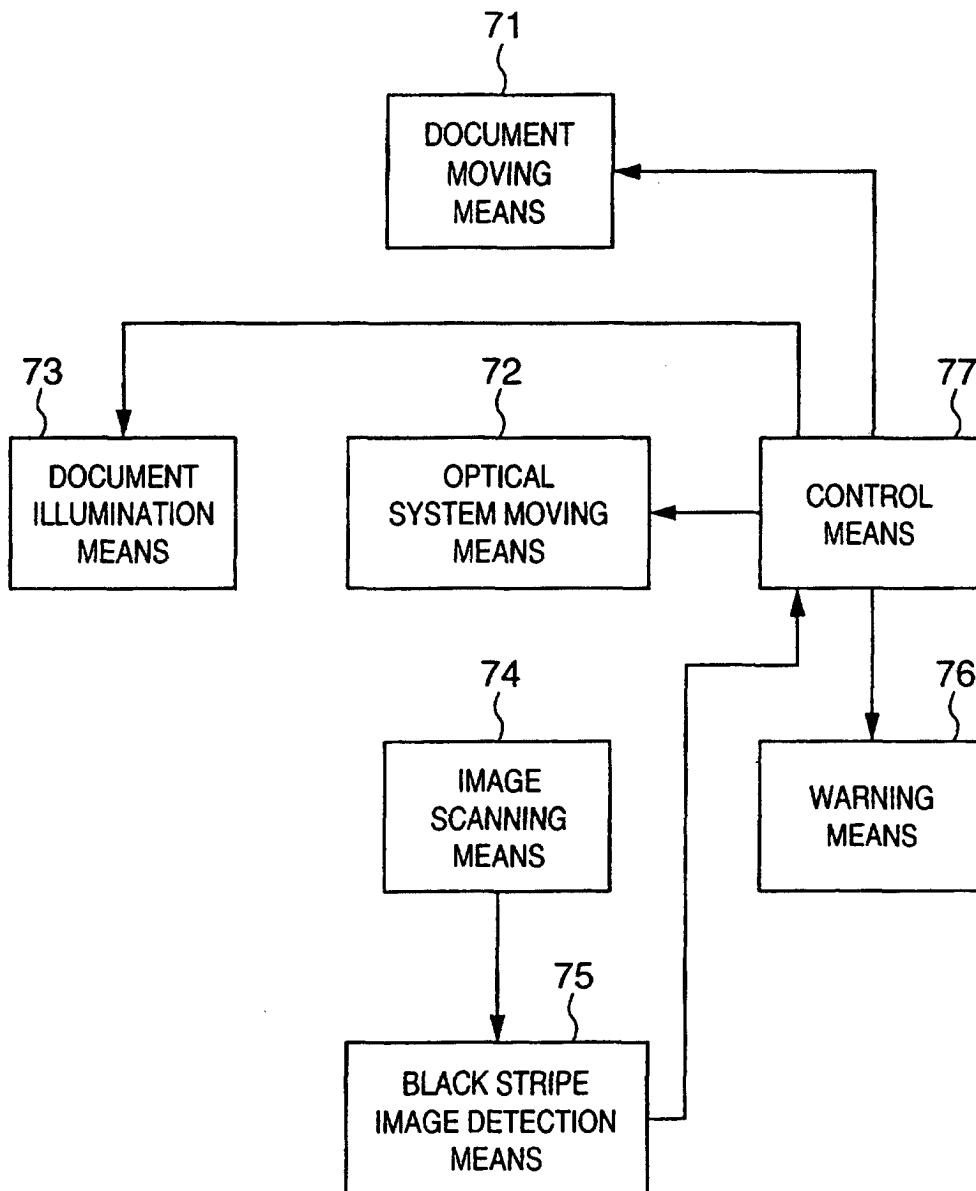 71
DOCUMENT
MOVING
MEANS
73
DOCUMENT
ILLUMINATION
MEANS
72
OPTICAL
SYSTEM MOVING
MEANS
77
CONTROL
MEANS
74
IMAGE
SCANNING
MEANS
76
WARNING
MEANS
75
BLACK STRIPE
IMAGE DETECTION
MEANS